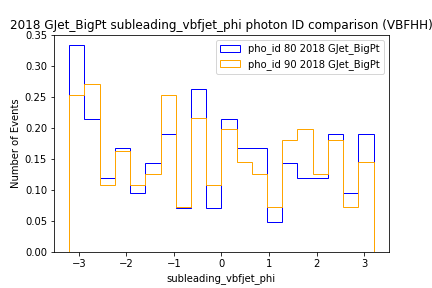 2018 GJet_BigPt subleading_vbfjet_phi photon ID comparison (VBFHH)
pho_id 80 2018 GJet_BigPt
pho_id 90 2018 GJet_BigPt
Number of Events
0.35
0.30
0.25
0.20
0.15
0.10
0.05
0.00
−3 −2 −1 0 1 2 3
subleading_vbfjet_phi